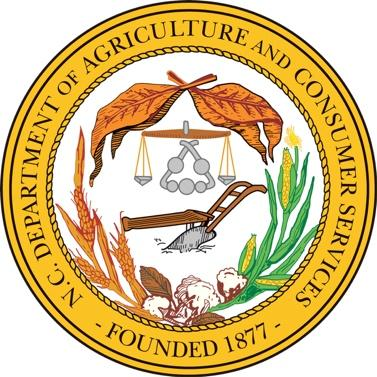 N.C. DEPARTMENT OF AGRICULTURE AND CONSUMER SERVICES
- FOUNDED 1877 -